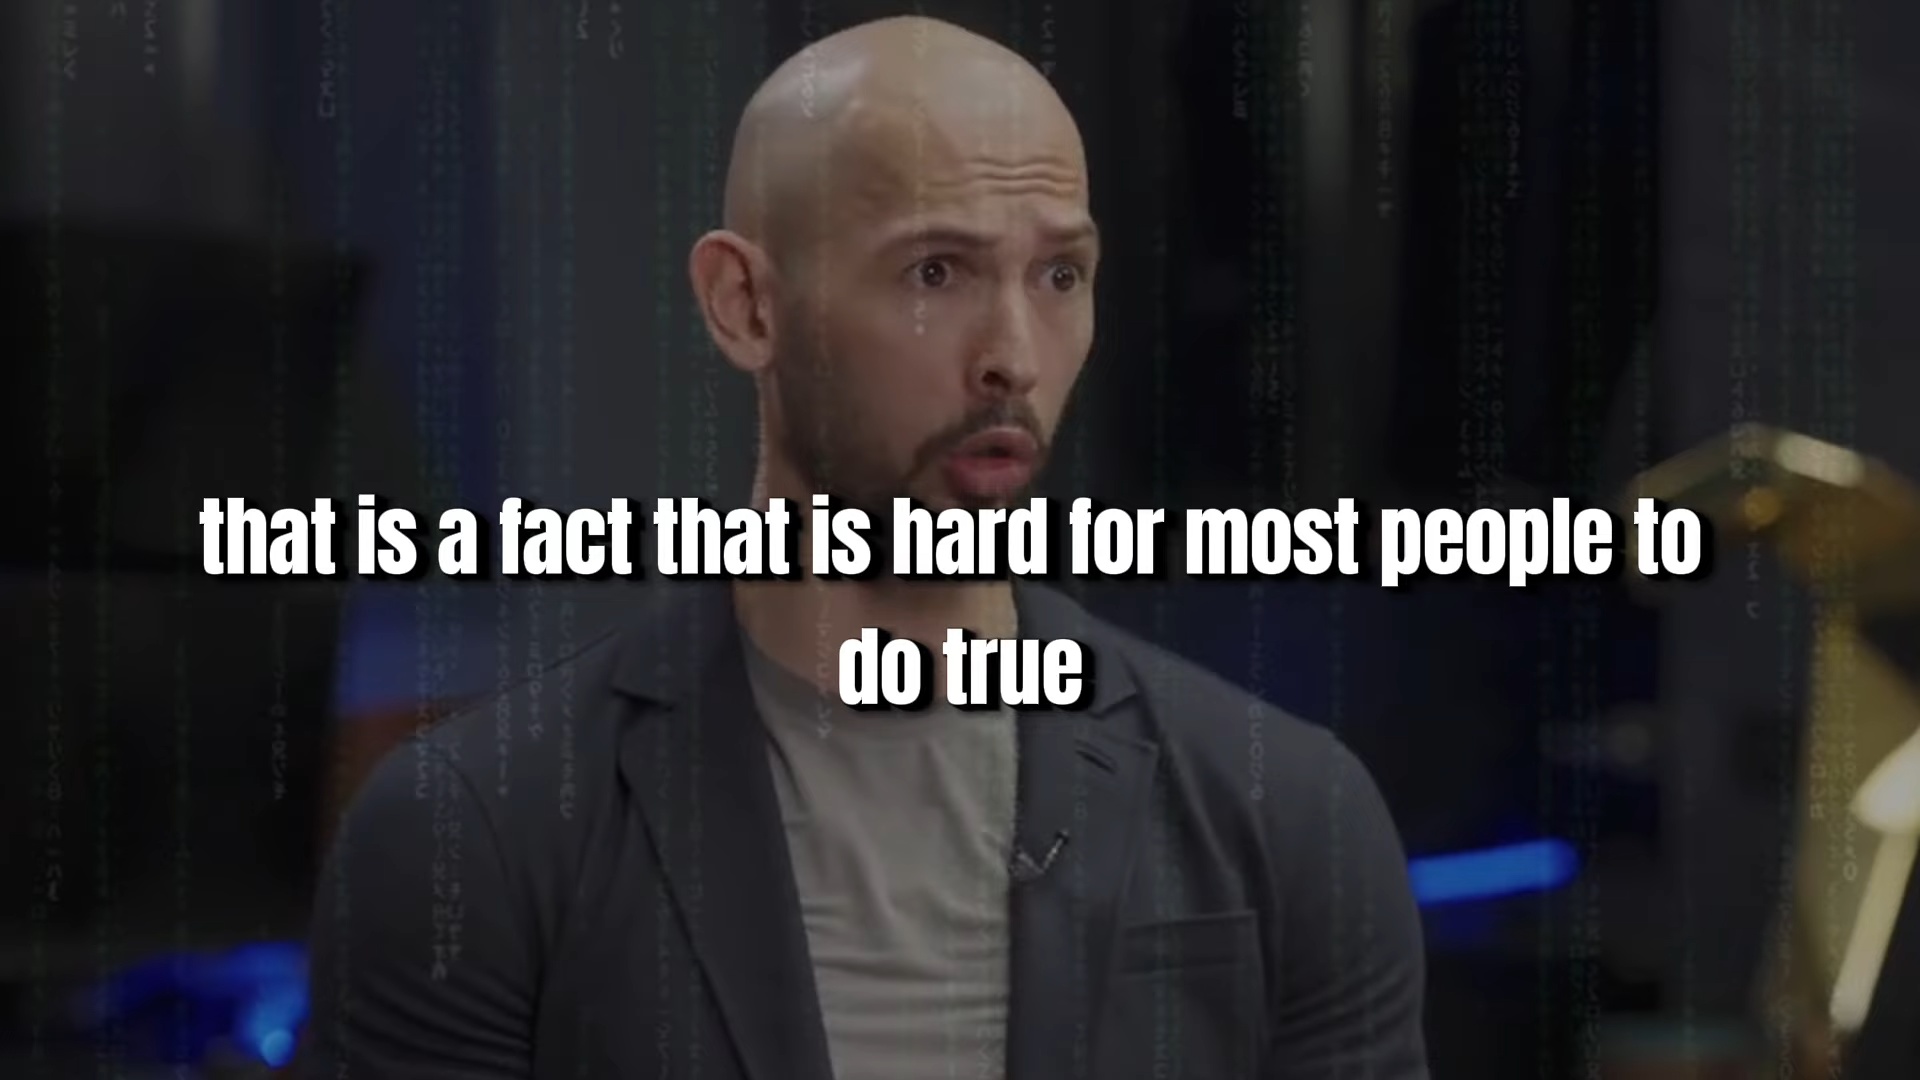 that is a fact that is hard for most people to
do true